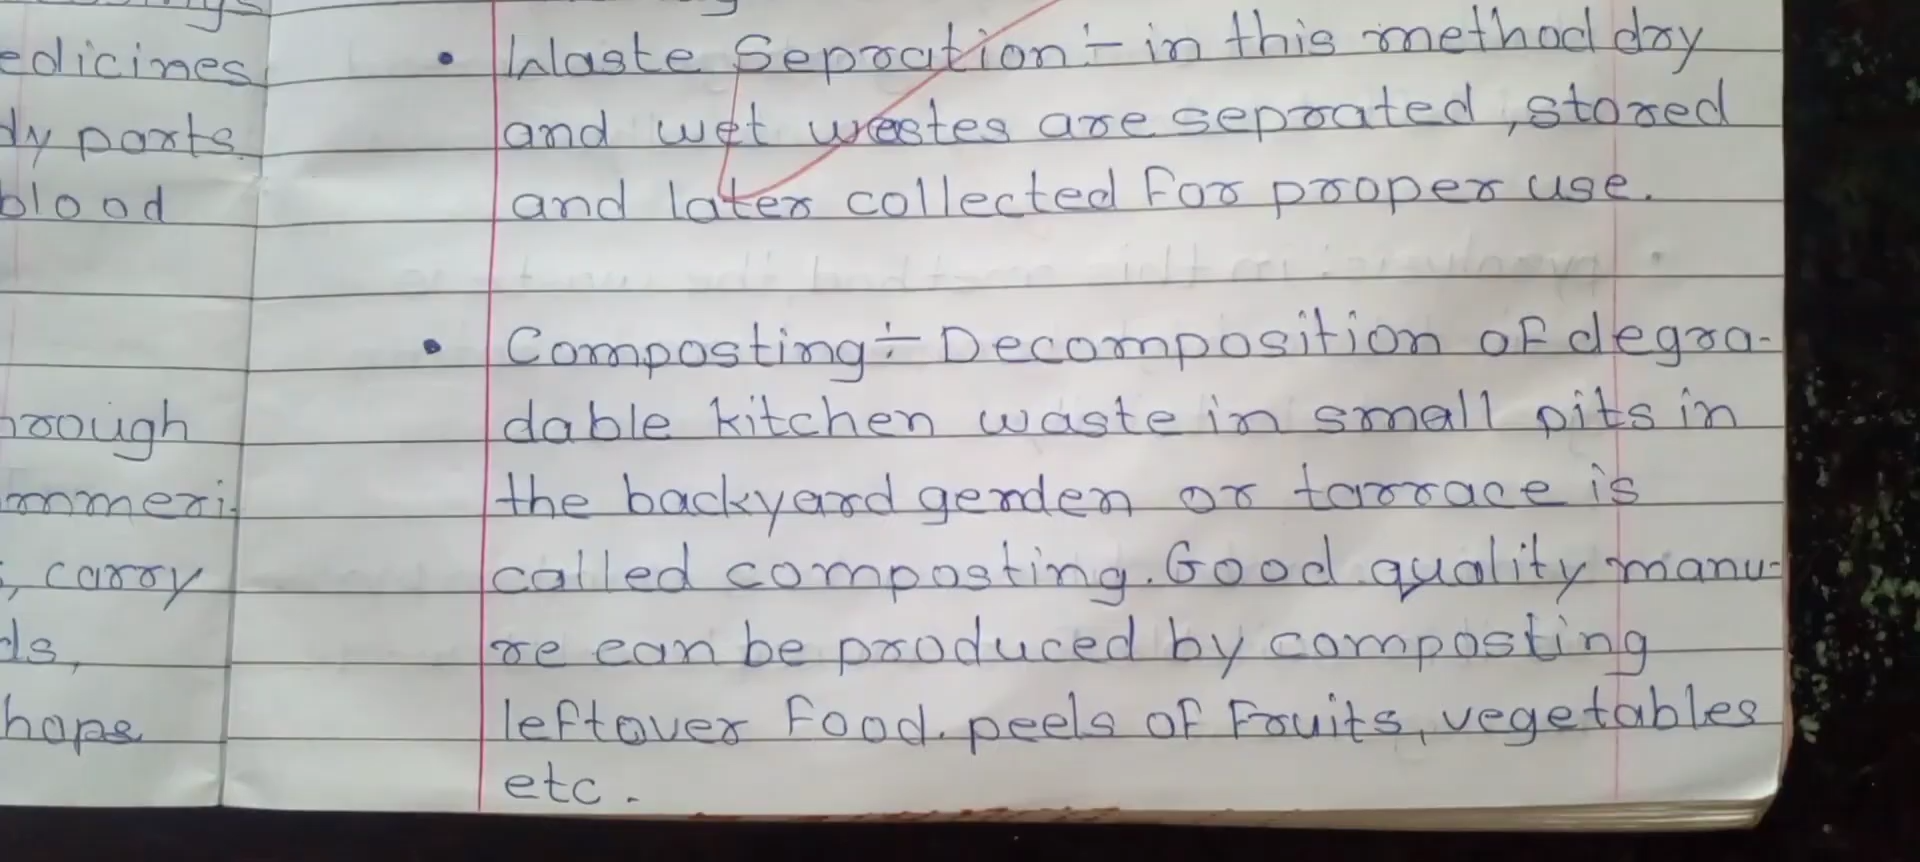 edicines
dy parts
blood
hrough
mmeri-
, carry
ds,
hops
• Waste Sepration :- in this method dry
and wet wastes are seprated, stored
and later collected for proper use.
• Composting :- Decomposition of degra-
dable kitchen waste in small pits in
the backyard gerden or tarrace is
called composting. Good quality manu-
re can be produced by composting
leftover food. peels of fruits, vegetables
etc.